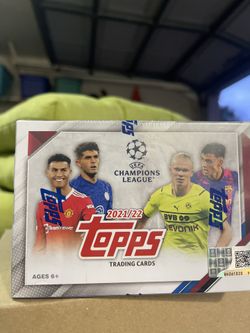 UEFA
CHAMPIONS
LEAGUE
2021/22
Topps
TRADING CARDS
BVB 09
EVONIK
AGES 6+